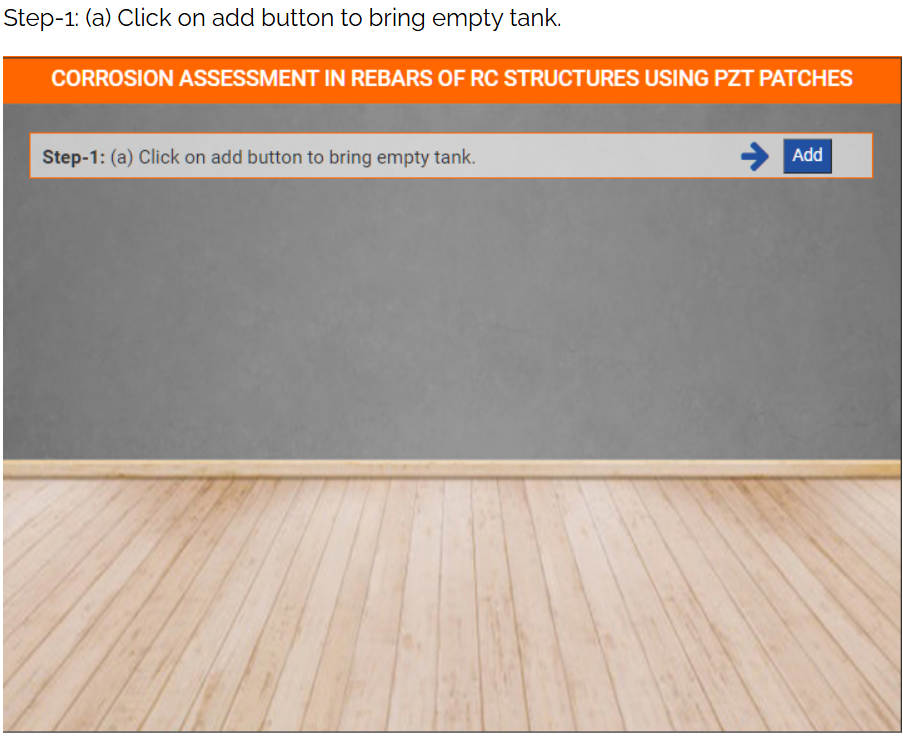 Step-1: (a) Click on add button to bring empty tank.
CORROSION ASSESSMENT IN REBARS OF RC STRUCTURES USING PZT PATCHES
Step-1: (a) Click on add button to bring empty tank.
Add